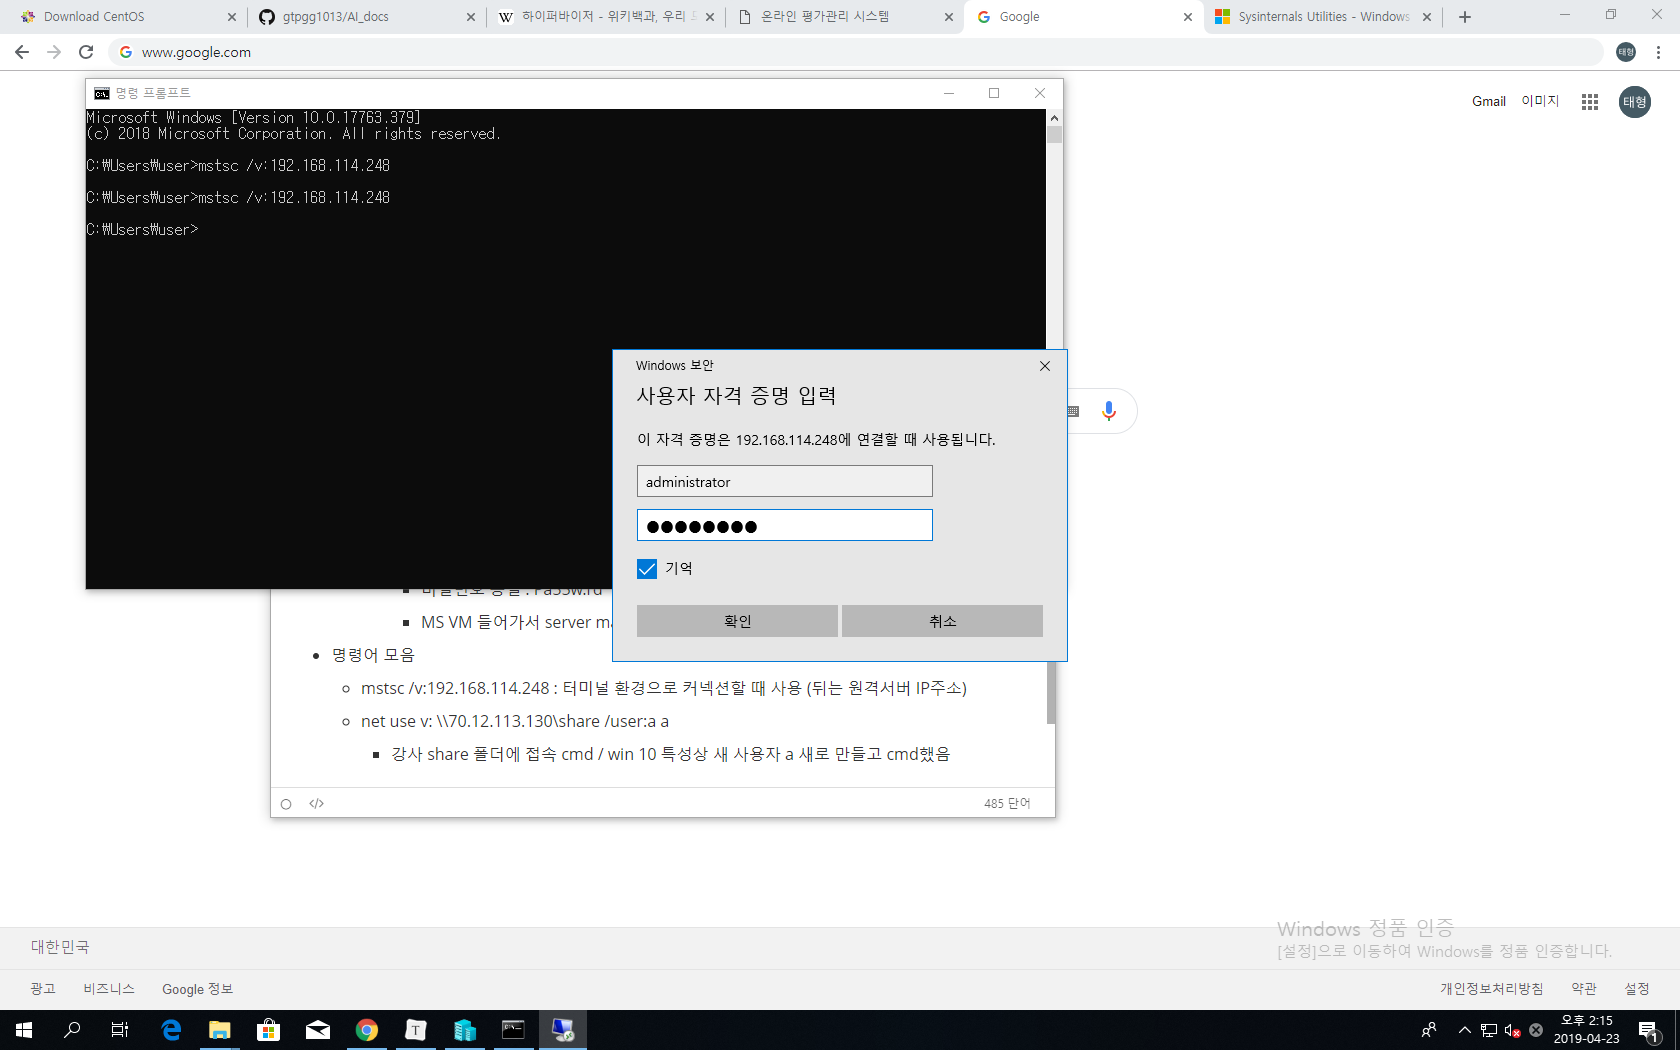 Download CentOS
gtpgg1013/AI_docs
하이퍼바이저 - 위키백과, 우리
온라인 평가관리 시스템
Google
Sysinternals Utilities - Windows
www.google.com
태형
명령 프롬프트
Gmail
이미지
태형
Microsoft Windows [Version 10.0.17763.379]
(c) 2018 Microsoft Corporation. All rights reserved.
C:₩Users₩user>mstsc /v:192.168.114.248
C:₩Users₩user>mstsc /v:192.168.114.248
C:₩Users₩user>
Windows 보안
사용자 자격 증명 입력
이 자격 증명은 192.168.114.248에 연결할 때 사용됩니다.
administrator
●●●●●●●●
기억
확인
취소
MS VM 들어가서 server
명령어 모음
mstsc /v:192.168.114.248 : 터미널 환경으로 커넥션할 때 사용 (뒤는 원격서버 IP주소)
net use v: \\70.12.113.130\share /user:a a
강사 share 폴더에 접속 cmd / win 10 특성상 새 사용자 a 새로 만들고 cmd했음
</>
485 단어
Windows 정품 인증
[설정]으로 이동하여 Windows를 정품 인증합니다.
대한민국
광고
비즈니스
Google 정보
개인정보처리방침
약관
설정
오후 2:15
2019-04-23
1